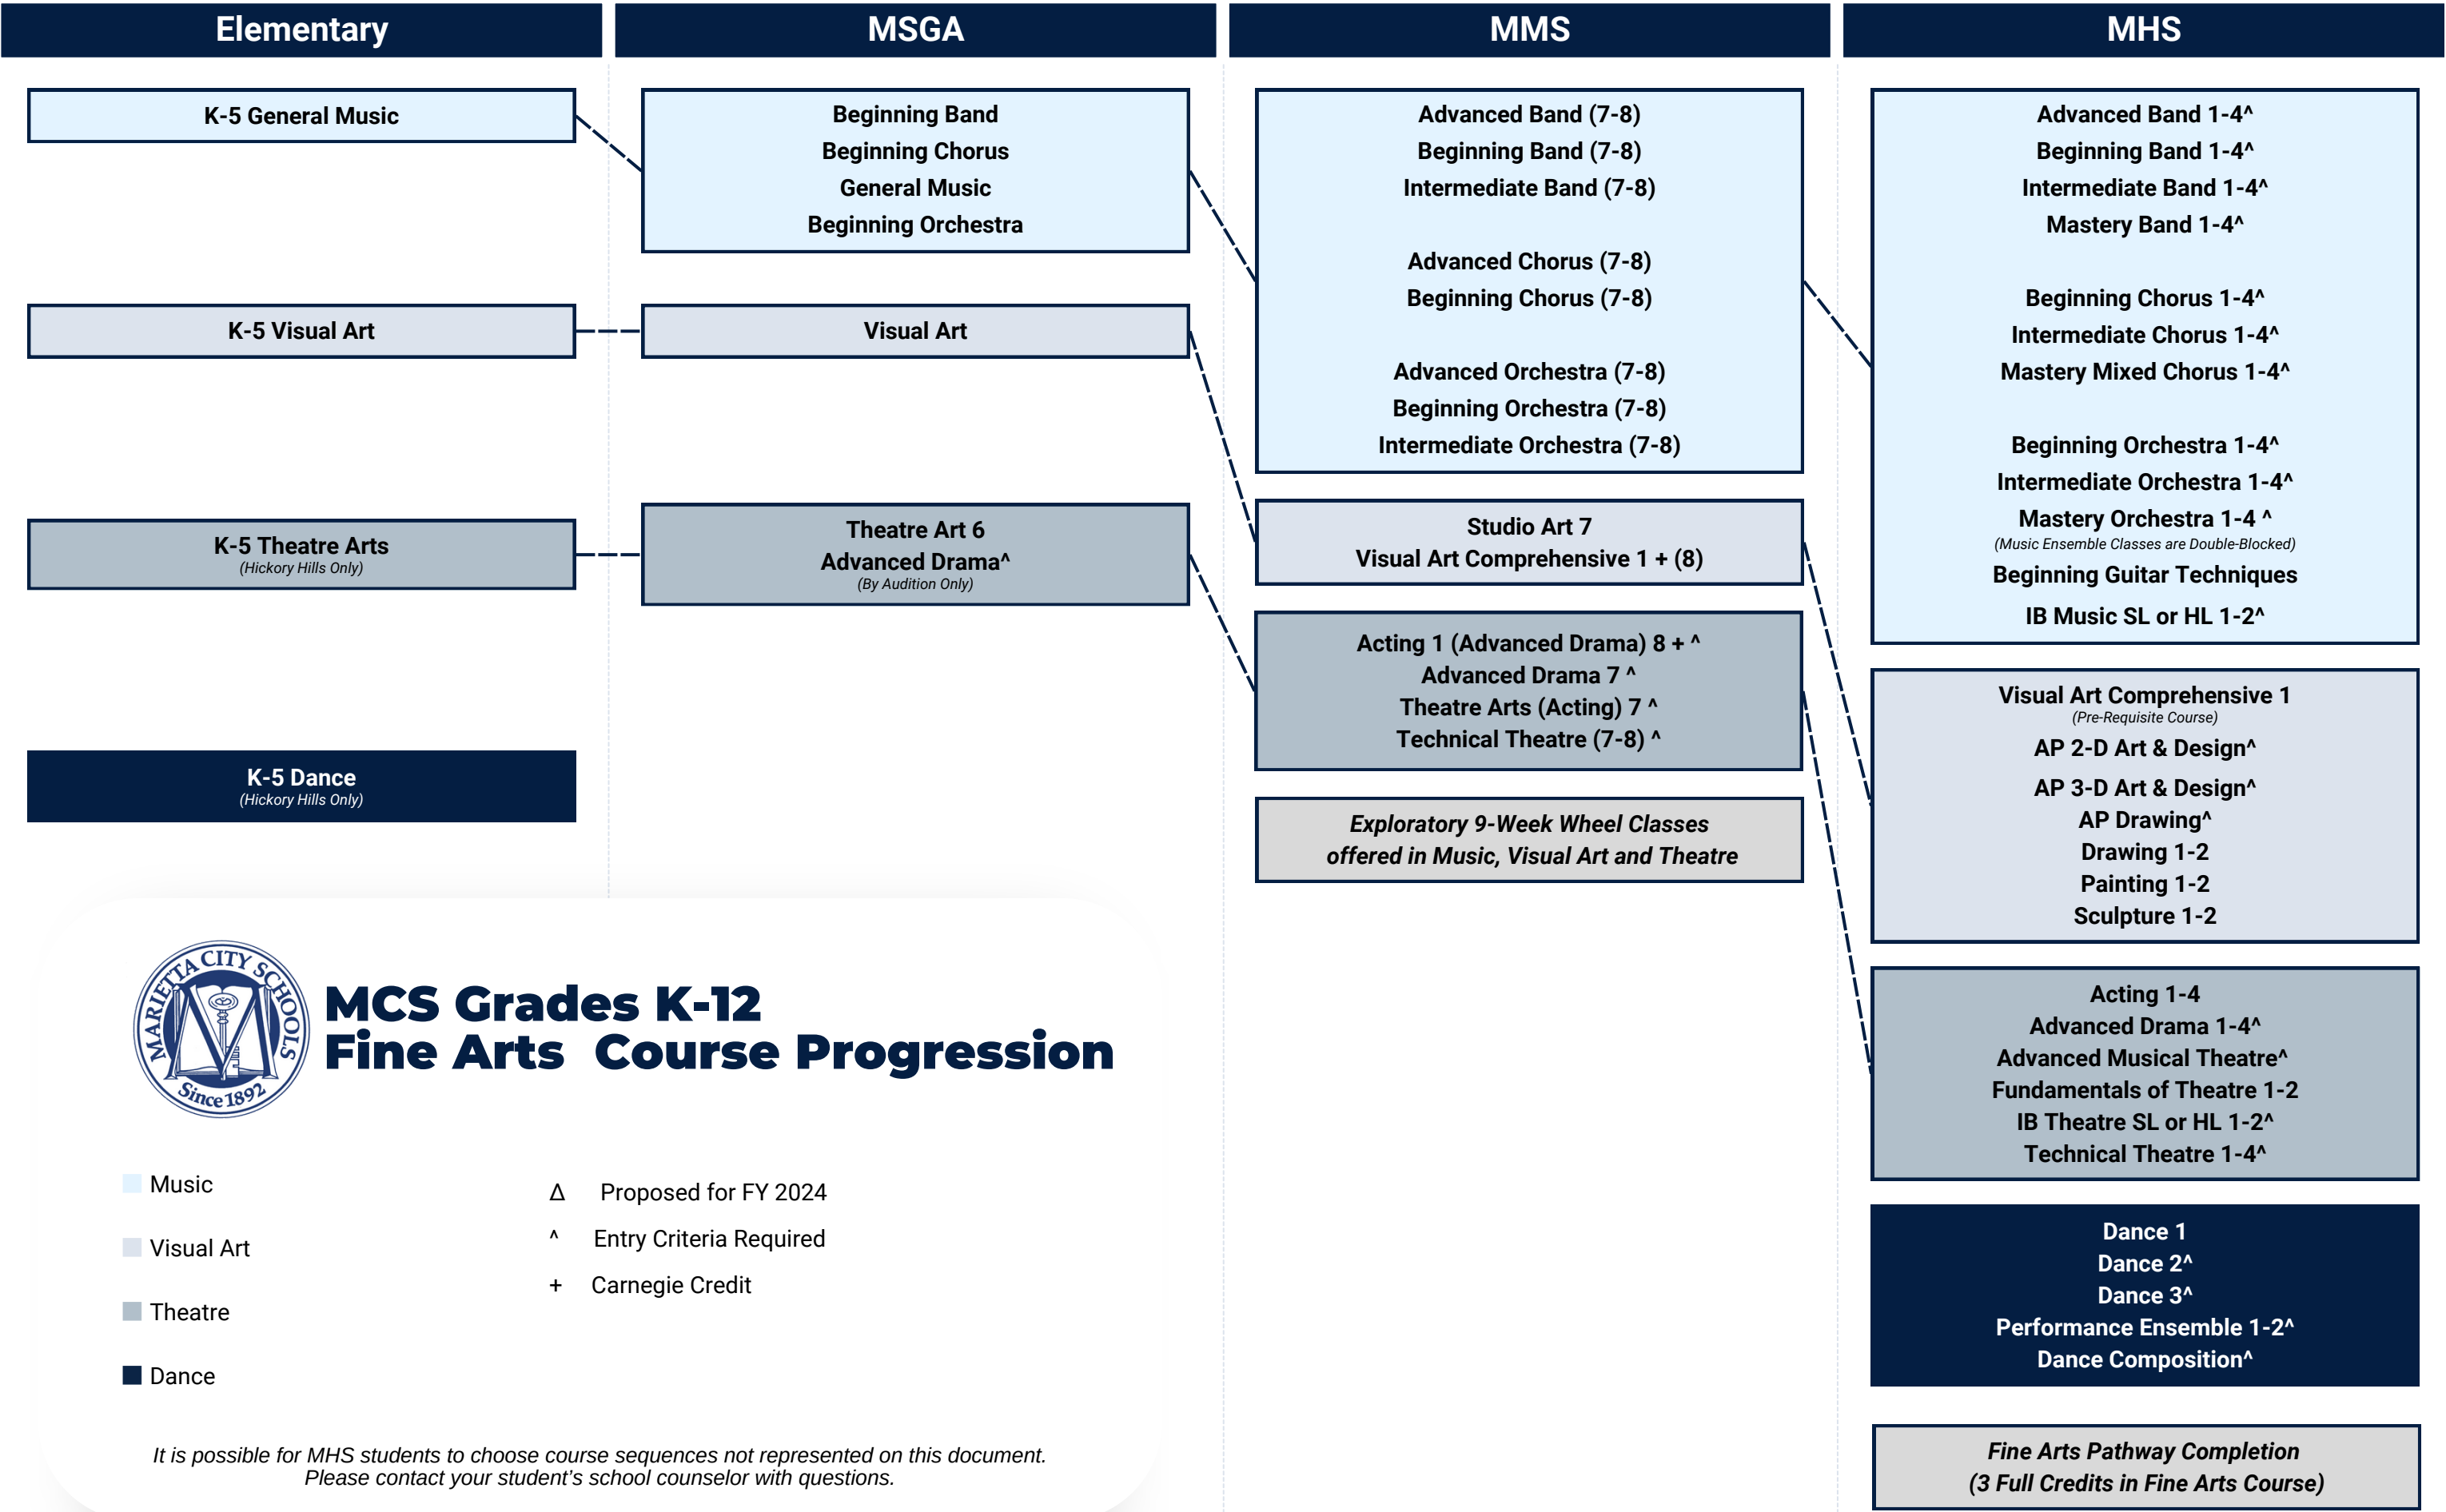 Elementary
K-5 General Music
K-5 Visual Art
K-5 Theatre Arts
(Hickory Hills Only)
K-5 Dance
(Hickory Hills Only)
MSGA
Beginning Band
Beginning Chorus
General Music
Beginning Orchestra
Visual Art
Theatre Art 6
Advanced Drama^
(By Audition Only)
MMS
Advanced Band (7-8)
Beginning Band (7-8)
Intermediate Band (7-8)
Advanced Chorus (7-8)
Beginning Chorus (7-8)
Advanced Orchestra (7-8)
Beginning Orchestra (7-8)
Intermediate Orchestra (7-8)
Studio Art 7
Visual Art Comprehensive 1 + (8)
Acting 1 (Advanced Drama) 8 + ^
Advanced Drama 7 ^
Theatre Arts (Acting) 7 ^
Technical Theatre (7-8) ^
Exploratory 9-Week Wheel Classes
offered in Music, Visual Art and Theatre
MHS
Advanced Band 1-4^
Beginning Band 1-4^
Intermediate Band 1-4^
Mastery Band 1-4^
Beginning Chorus 1-4^
Intermediate Chorus 1-4^
Mastery Mixed Chorus 1-4^
Beginning Orchestra 1-4^
Intermediate Orchestra 1-4^
Mastery Orchestra 1-4 ^
(Music Ensemble Classes are Double-Blocked)
Beginning Guitar Techniques
IB Music SL or HL 1-2^
Visual Art Comprehensive 1
(Pre-Requisite Course)
AP 2-D Art & Design^
AP 3-D Art & Design^
AP Drawing^
Drawing 1-2
Painting 1-2
Sculpture 1-2
Acting 1-4
Advanced Drama 1-4^
Advanced Musical Theatre^
Fundamentals of Theatre 1-2
IB Theatre SL or HL 1-2^
Technical Theatre 1-4^
Dance 1
Dance 2^
Dance 3^
Performance Ensemble 1-2^
Dance Composition^
Fine Arts Pathway Completion
(3 Full Credits in Fine Arts Course)
MARIETTA CITY SCHOOLS
Since 1892
MCS Grades K-12
Fine Arts Course Progression
Music
Visual Art
Theatre
Dance
Δ Proposed for FY 2024
^ Entry Criteria Required
+ Carnegie Credit
It is possible for MHS students to choose course sequences not represented on this document.
Please contact your student's school counselor with questions.